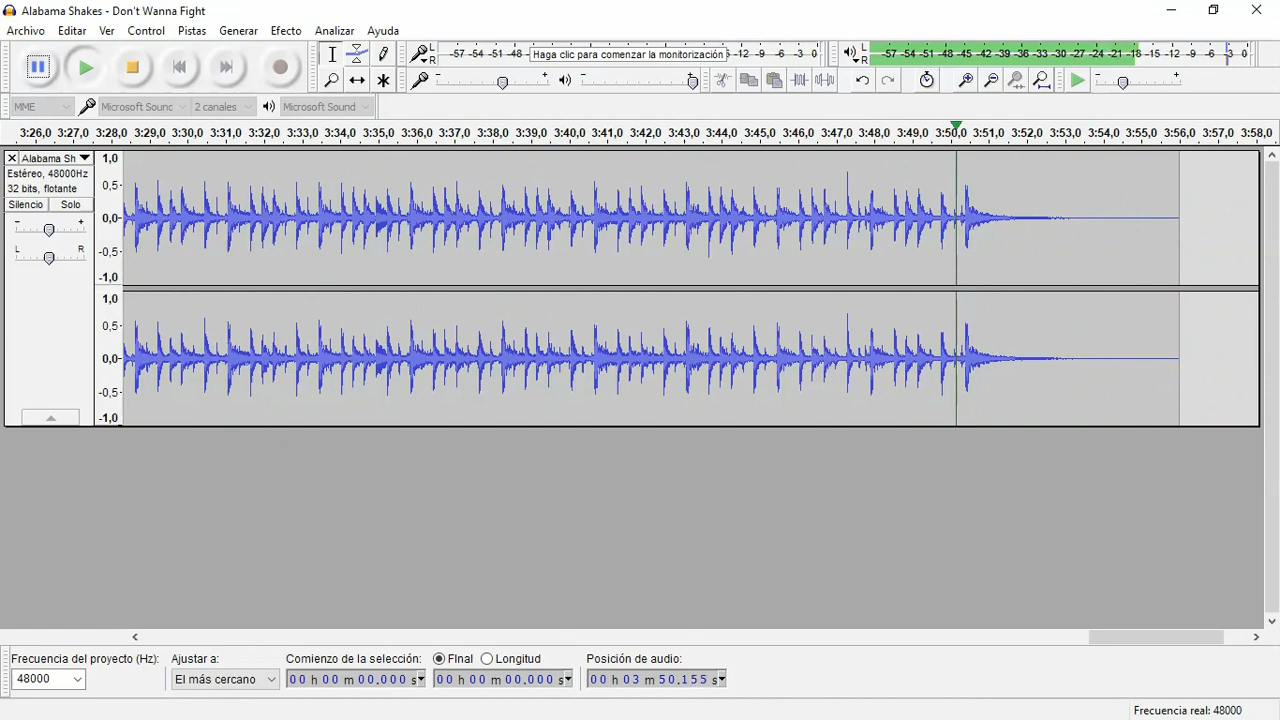 Alabama Shakes - Don't Wanna Fight
Archivo Editar Ver Control Pistas Generar Efecto Analizar Ayuda
L R -57 -54 -51 -48 Haga clic para comenzar la monitorización -12 -9 -6 -3 0 L R -57 -54 -51 -48 -45 -42 -39 -36 -33 -30 -27 -24 -21 -18 -15 -12 -9 -6 -3 0
- + - + - +
MME Microsoft Sounc 2 canales Microsoft Sound
3:26,0 3:27,0 3:28,0 3:29,0 3:30,0 3:31,0 3:32,0 3:33,0 3:34,0 3:35,0 3:36,0 3:37,0 3:38,0 3:39,0 3:40,0 3:41,0 3:42,0 3:43,0 3:44,0 3:45,0 3:46,0 3:47,0 3:48,0 3:49,0 3:50,0 3:51,0 3:52,0 3:53,0 3:54,0 3:55,0 3:56,0 3:57,0 3:58,0
Alabama Sh 1,0
Estéreo, 48000Hz
32 bits, flotante 0,5
Silencio Solo
- + 0,0
L R -0,5
-1,0
1,0
0,5
0,0
-0,5
-1,0
Frecuencia del proyecto (Hz): Ajustar a: Comienzo de la selección: FInal Longitud Posición de audio:
48000 El más cercano 00 h 00 m 00.000 s 00 h 00 m 00.000 s 00 h 03 m 50.155 s
Frecuencia real: 48000